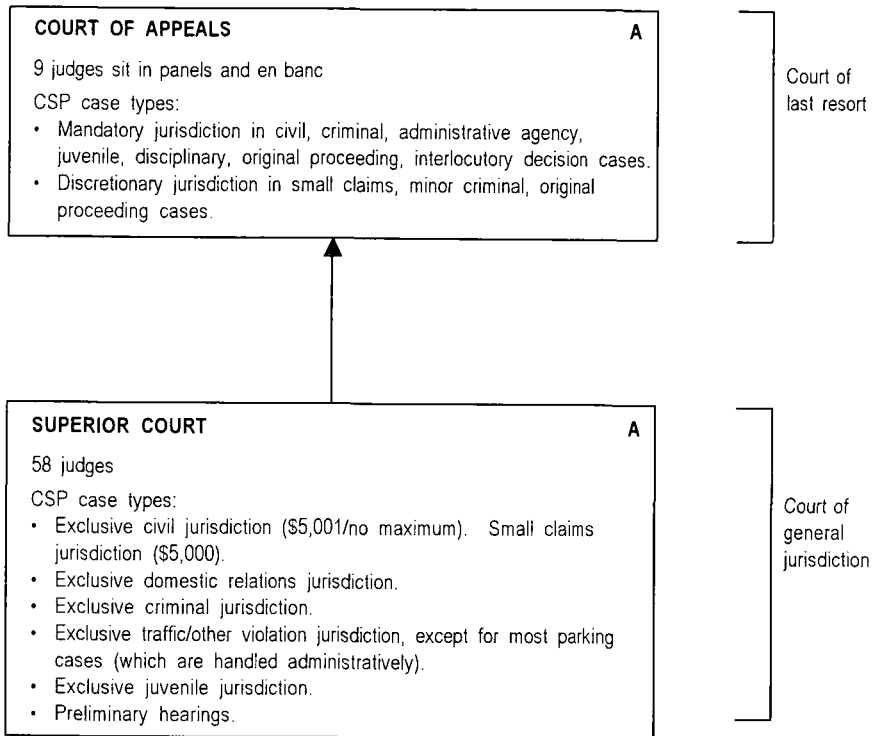 COURT OF APPEALS A
9 judges sit in panels and en banc
CSP case types:
• Mandatory jurisdiction in civil, criminal, administrative agency,
juvenile, disciplinary, original proceeding, interlocutory decision cases.
• Discretionary jurisdiction in small claims, minor criminal, original
proceeding cases.
Court of
last resort
SUPERIOR COURT A
58 judges
CSP case types:
• Exclusive civil jurisdiction ($5,001/no maximum). Small claims
jurisdiction ($5,000).
• Exclusive domestic relations jurisdiction.
• Exclusive criminal jurisdiction.
• Exclusive traffic/other violation jurisdiction, except for most parking
cases (which are handled administratively).
• Exclusive juvenile jurisdiction.
• Preliminary hearings.
Court of
general
jurisdiction